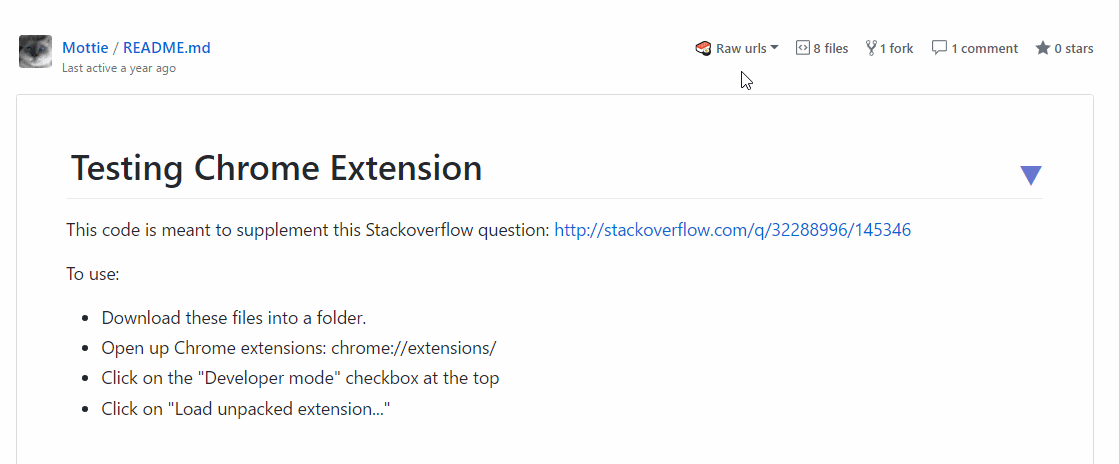 Mottie / README.md Raw urls 8 files 1 fork 1 comment 0 stars
Last active a year ago
Testing Chrome Extension
This code is meant to supplement this Stackoverflow question: http://stackoverflow.com/q/32288996/145346
To use:
Download these files into a folder.
Open up Chrome extensions: chrome://extensions/
Click on the "Developer mode" checkbox at the top
Click on "Load unpacked extension..."